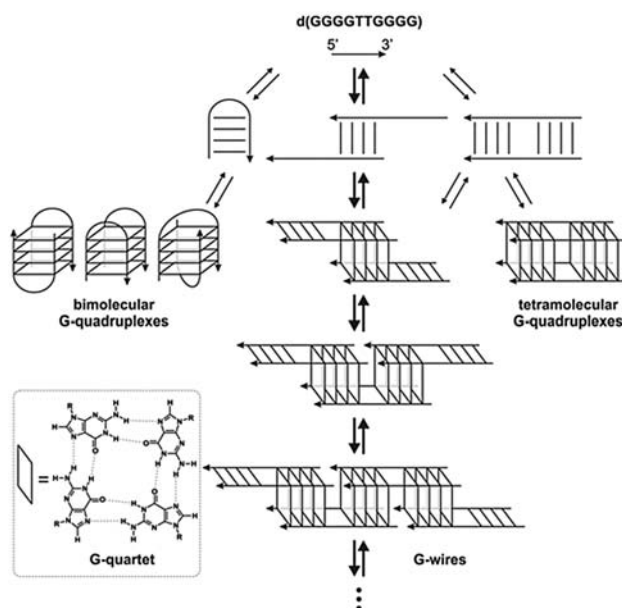 d(GGGGTTGGGG)
5' 3'
bimolecular
G-quadruplexes
tetramolecular
G-quadruplexes
R
N
N
N
H
N
H
H
N
N
R
N
H
O
O
N
H
N
N
H
H
=
H
N
H
H
N
N
O
O
H
N
N
N
R
N
N
H
N
H
H
N
N
N
R
G-quartet
G-wires